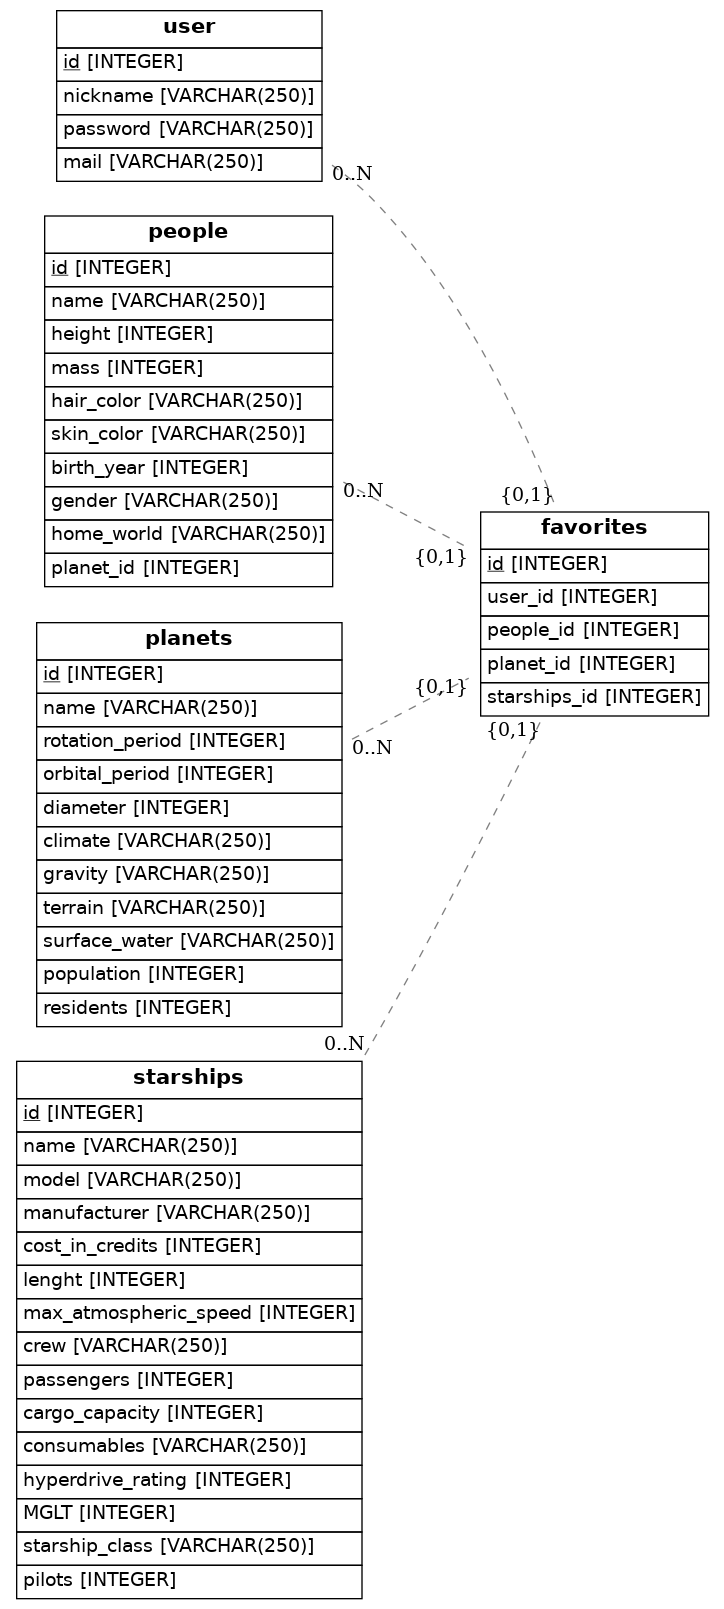 user
id [INTEGER]
nickname [VARCHAR(250)]
password [VARCHAR(250)]
mail [VARCHAR(250)]
0..N
people
id [INTEGER]
name [VARCHAR(250)]
height [INTEGER]
mass [INTEGER]
hair_color [VARCHAR(250)]
skin_color [VARCHAR(250)]
birth_year [INTEGER]
gender [VARCHAR(250)]
home_world [VARCHAR(250)]
planet_id [INTEGER]
0..N
{0,1}
{0,1}
favorites
id [INTEGER]
user_id [INTEGER]
people_id [INTEGER]
planet_id [INTEGER]
starships_id [INTEGER]
{0,1}
{0,1}
planets
id [INTEGER]
name [VARCHAR(250)]
rotation_period [INTEGER]
orbital_period [INTEGER]
diameter [INTEGER]
climate [VARCHAR(250)]
gravity [VARCHAR(250)]
terrain [VARCHAR(250)]
surface_water [VARCHAR(250)]
population [INTEGER]
residents [INTEGER]
0..N
0..N
starships
id [INTEGER]
name [VARCHAR(250)]
model [VARCHAR(250)]
manufacturer [VARCHAR(250)]
cost_in_credits [INTEGER]
lenght [INTEGER]
max_atmospheric_speed [INTEGER]
crew [VARCHAR(250)]
passengers [INTEGER]
cargo_capacity [INTEGER]
consumables [VARCHAR(250)]
hyperdrive_rating [INTEGER]
MGLT [INTEGER]
starship_class [VARCHAR(250)]
pilots [INTEGER]